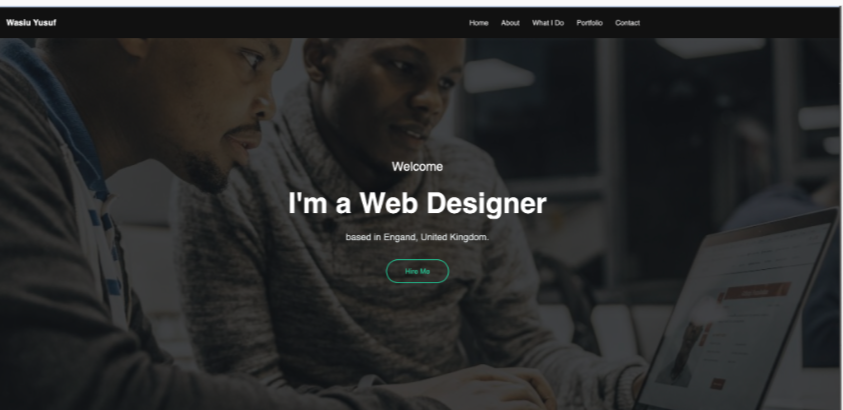 Wasiu Yusuf
Home About What I Do Portfolio Contact
Welcome
I'm a Web Designer
based in Engand, United Kingdom.
Hire Me